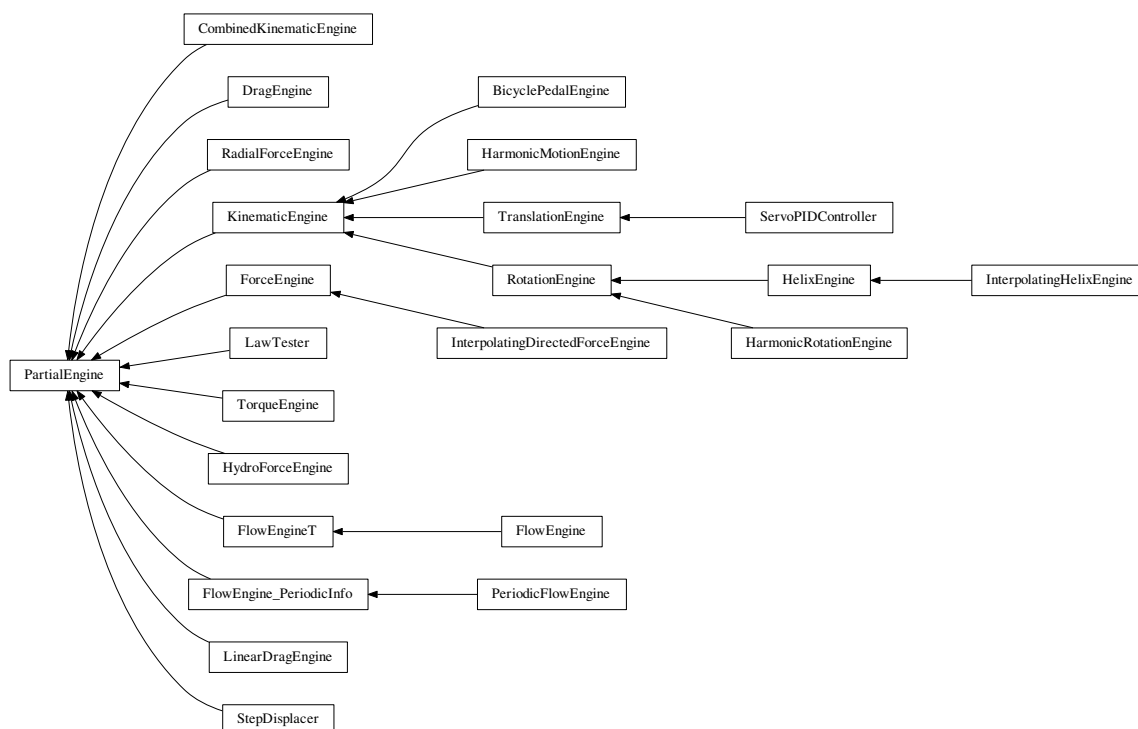 CombinedKinematicEngine
DragEngine
BicyclePedalEngine
RadialForceEngine
HarmonicMotionEngine
KinematicEngine
TranslationEngine
ServoPIDController
ForceEngine
RotationEngine
HelixEngine
InterpolatingHelixEngine
LawTester
InterpolatingDirectedForceEngine
HarmonicRotationEngine
PartialEngine
TorqueEngine
HydroForceEngine
FlowEngineT
FlowEngine
FlowEngine_PeriodicInfo
PeriodicFlowEngine
LinearDragEngine
StepDisplacer